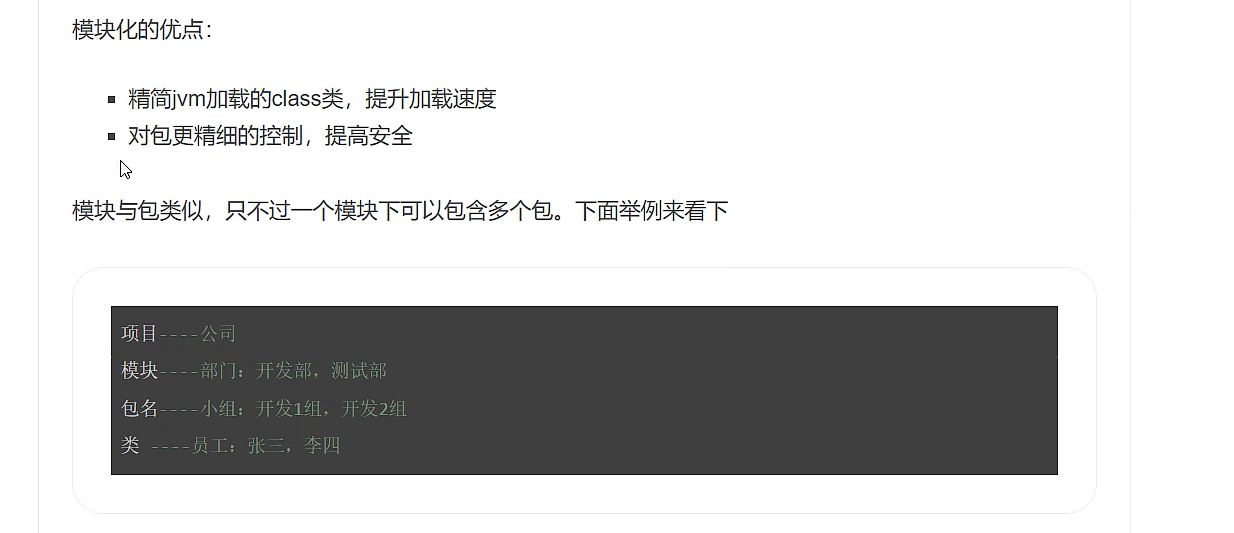 模块化的优点：
精简jvm加载的class类，提升加载速度
对包更精细的控制，提高安全
模块与包类似，只不过一个模块下可以包含多个包。下面举例来看下
项目----公司
模块----部门：开发部，测试部
包名----小组：开发1组，开发2组
类 ----员工：张三，李四